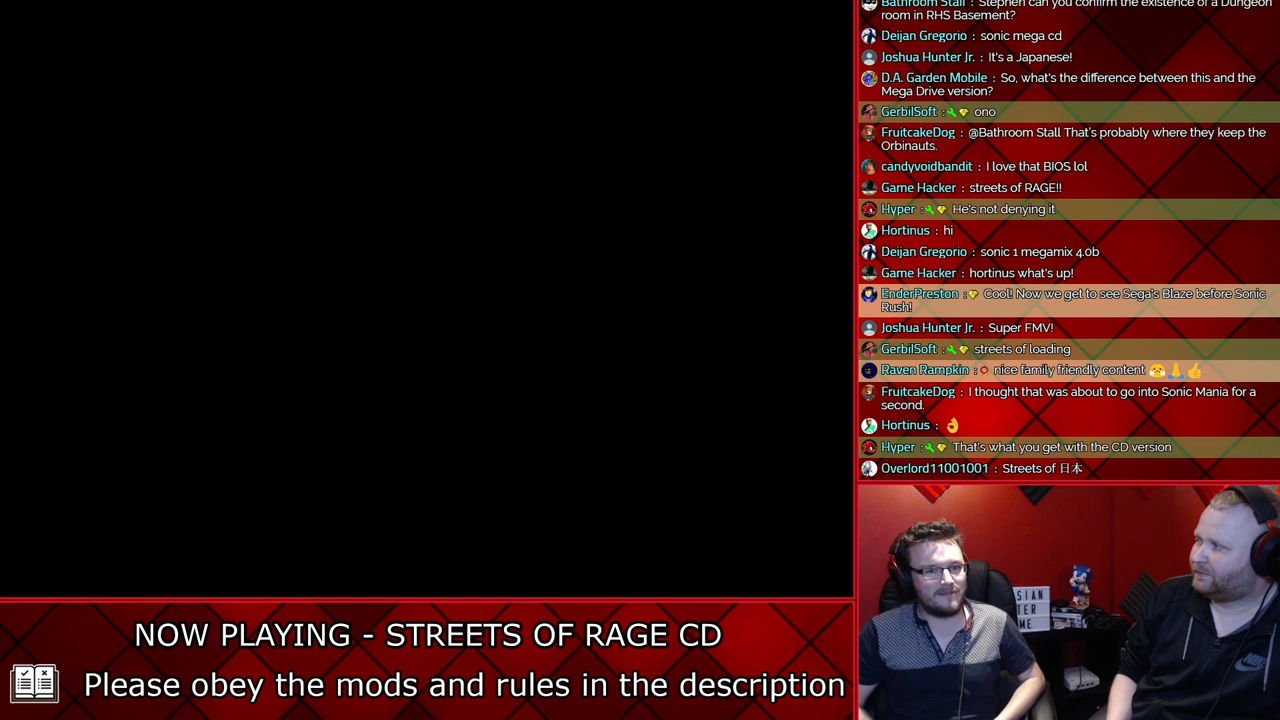 Bathroom Stall : Stephen can you confirm the existence of a Dungeon
room in RHS Basement?
Deijan Gregorio : sonic mega cd
Joshua Hunter Jr. : It's a Japanese!
D.A. Garden Mobile : So, what's the difference between this and the
Mega Drive version?
GerbilSoft : ono
FruitcakeDog : @Bathroom Stall That's probably where they keep the
Orbinauts.
candyvoidbandit : I love that BIOS lol
Game Hacker : streets of RAGE!!
Hyper : He's not denying it
Hortinus : hi
Deijan Gregorio : sonic 1 megamix 4.0b
Game Hacker : hortinus what's up!
EnderPreston : Cool! Now we get to see Sega's Blaze before Sonic
Rush!
Joshua Hunter Jr. : Super FMV!
GerbilSoft : streets of loading
Raven Rampkin : nice family friendly content 😤🙏👍
FruitcakeDog : I thought that was about to go into Sonic Mania for a
second.
Hortinus : 👌
Hyper : That's what you get with the CD version
Overlord11001001 : Streets of 日本
NOW PLAYING - STREETS OF RAGE CD
Please obey the mods and rules in the description